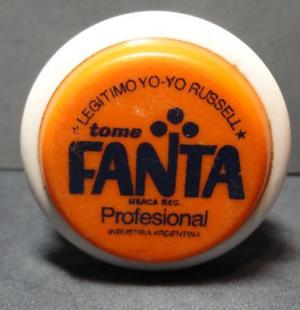 ★LEGITIMO YO-YO RUSSELL★
tome
FANTA
MARCA REG.
Profesional
INDUSTRIA ARGENTINA